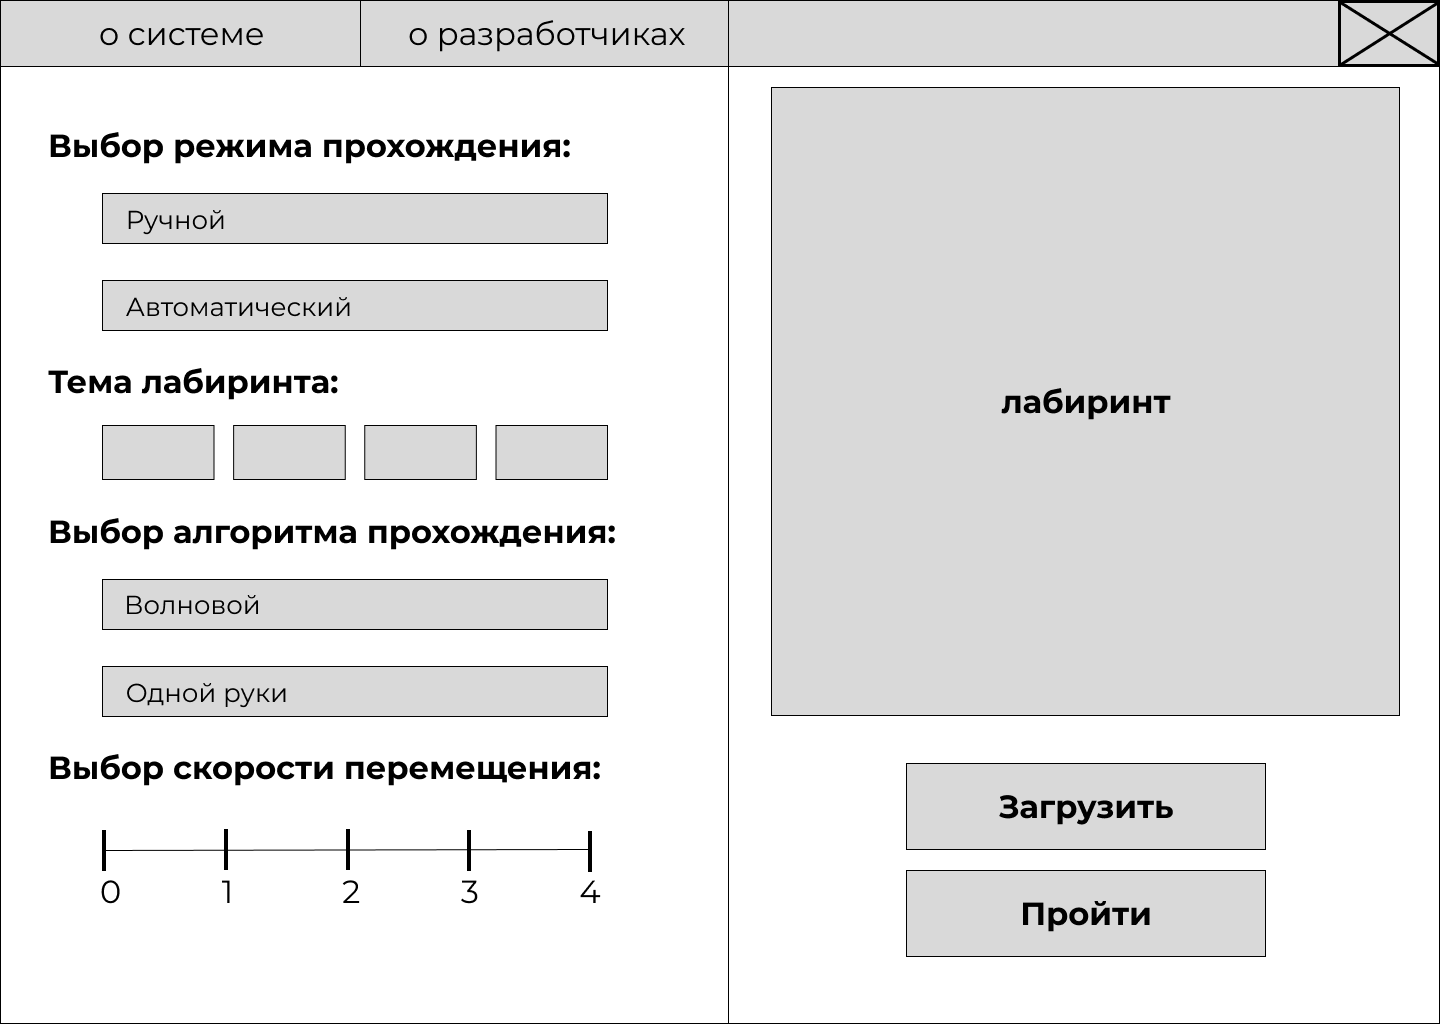 о системе
о разработчиках
Выбор режима прохождения:
Ручной
Автоматический
Тема лабиринта:
Выбор алгоритма прохождения:
Волновой
Одной руки
Выбор скорости перемещения:
0 1 2 3 4
лабиринт
Загрузить
Пройти